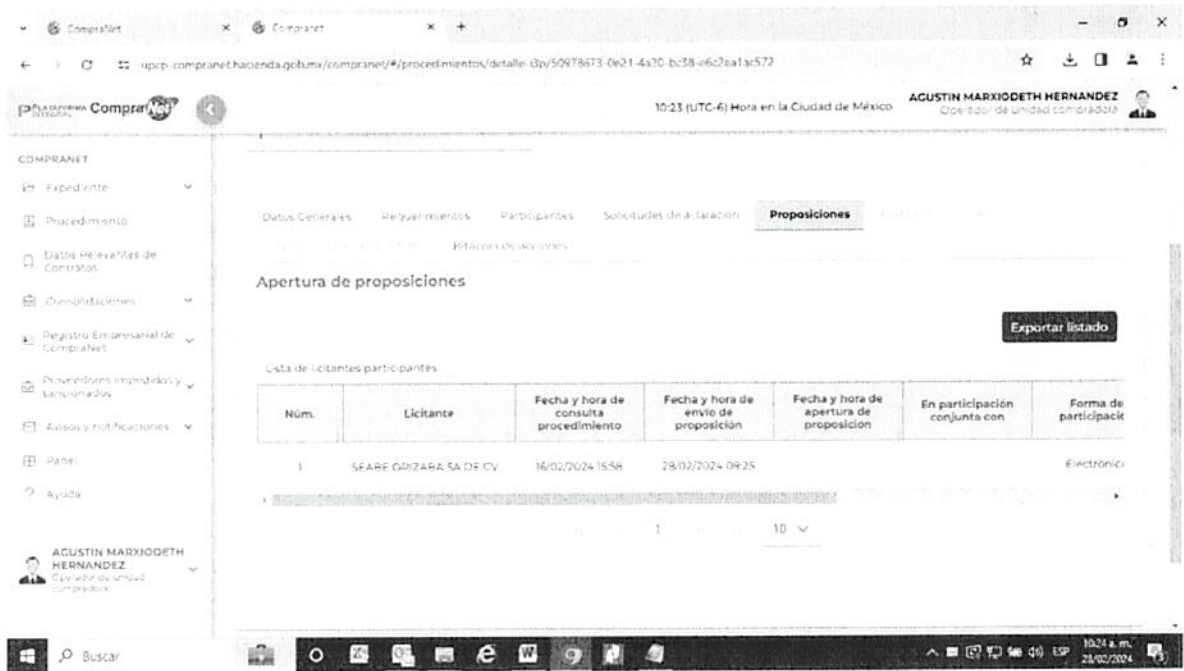 CompraNet
Compranet
upcp-compranet.hacienda.gob.mx/compranet/#/procedimientos/detalle-i3p/50978673-0e21-4a20-bc38-e6c2ea1ac572
PLATAFORMA INTEGRAL CompraNet
10:23 (UTC-6) Hora en la Ciudad de México
AGUSTIN MARXIODETH HERNANDEZ
Operador de unidad compradora
COMPRANET
Expediente
Procedimiento
Datos Relevantes de
Contratos
Consolidaciones
Registro Empresarial de
CompraNet
Proveedores impedidos y
sancionados
Avisos y notificaciones
Panel
Ayuda
AGUSTIN MARXIODETH
HERNANDEZ
Operador de unidad
compradora
Datos Generales Requerimientos Participantes Solicitudes de aclaración Proposiciones
Bitácora de acciones
Apertura de proposiciones
Exportar listado
Lista de licitantes participantes
Núm. Licitante Fecha y hora de consulta procedimiento Fecha y hora de envío de proposición Fecha y hora de apertura de proposición En participación conjunta con Forma de participació
1 SEABE ORIZABA SA DE CV 16/02/2024 15:58 28/02/2024 09:25 Electrónic
1 10
Buscar
ESP
10:24 a. m.
28/02/2024